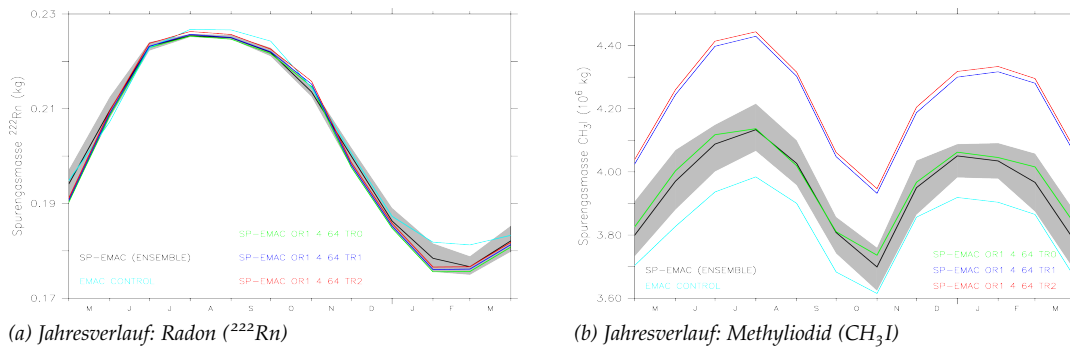 0.23
0.21
0.19
0.17
Spurengasmasse ²²²Rn (kg)
SP-EMAC (ENSEMBLE)
EMAC CONTROL
SP-EMAC OR1 4 64 TR0
SP-EMAC OR1 4 64 TR1
SP-EMAC OR1 4 64 TR2
M J J A S O N D J F M
(a) Jahresverlauf: Radon (²²²Rn)
4.40
4.20
4.00
3.80
3.60
Spurengasmasse CH₃I (10⁶ kg)
SP-EMAC (ENSEMBLE)
EMAC CONTROL
SP-EMAC OR1 4 64 TR0
SP-EMAC OR1 4 64 TR1
SP-EMAC OR1 4 64 TR2
M J J A S O N D J F M
(b) Jahresverlauf: Methyliodid (CH₃I)